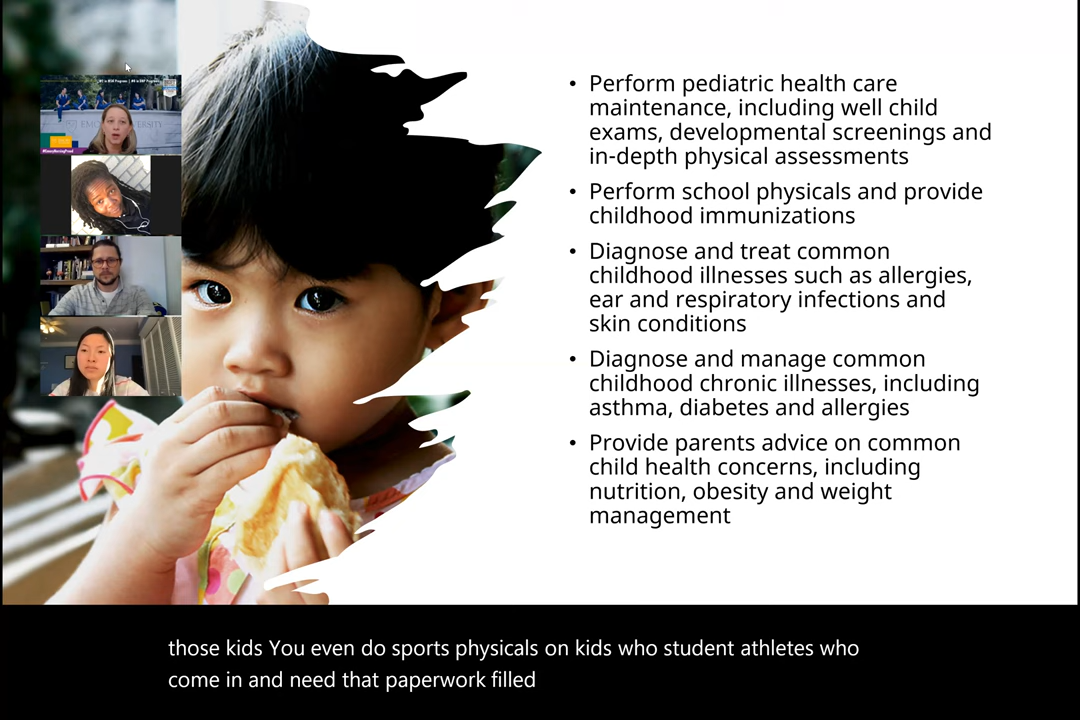 EMORY UNIVERSITY
• Perform pediatric health care
maintenance, including well child
exams, developmental screenings and
in-depth physical assessments
• Perform school physicals and provide
childhood immunizations
• Diagnose and treat common
childhood illnesses such as allergies,
ear and respiratory infections and
skin conditions
• Diagnose and manage common
childhood chronic illnesses, including
asthma, diabetes and allergies
• Provide parents advice on common
child health concerns, including
nutrition, obesity and weight
management
those kids You even do sports physicals on kids who student athletes who
come in and need that paperwork filled